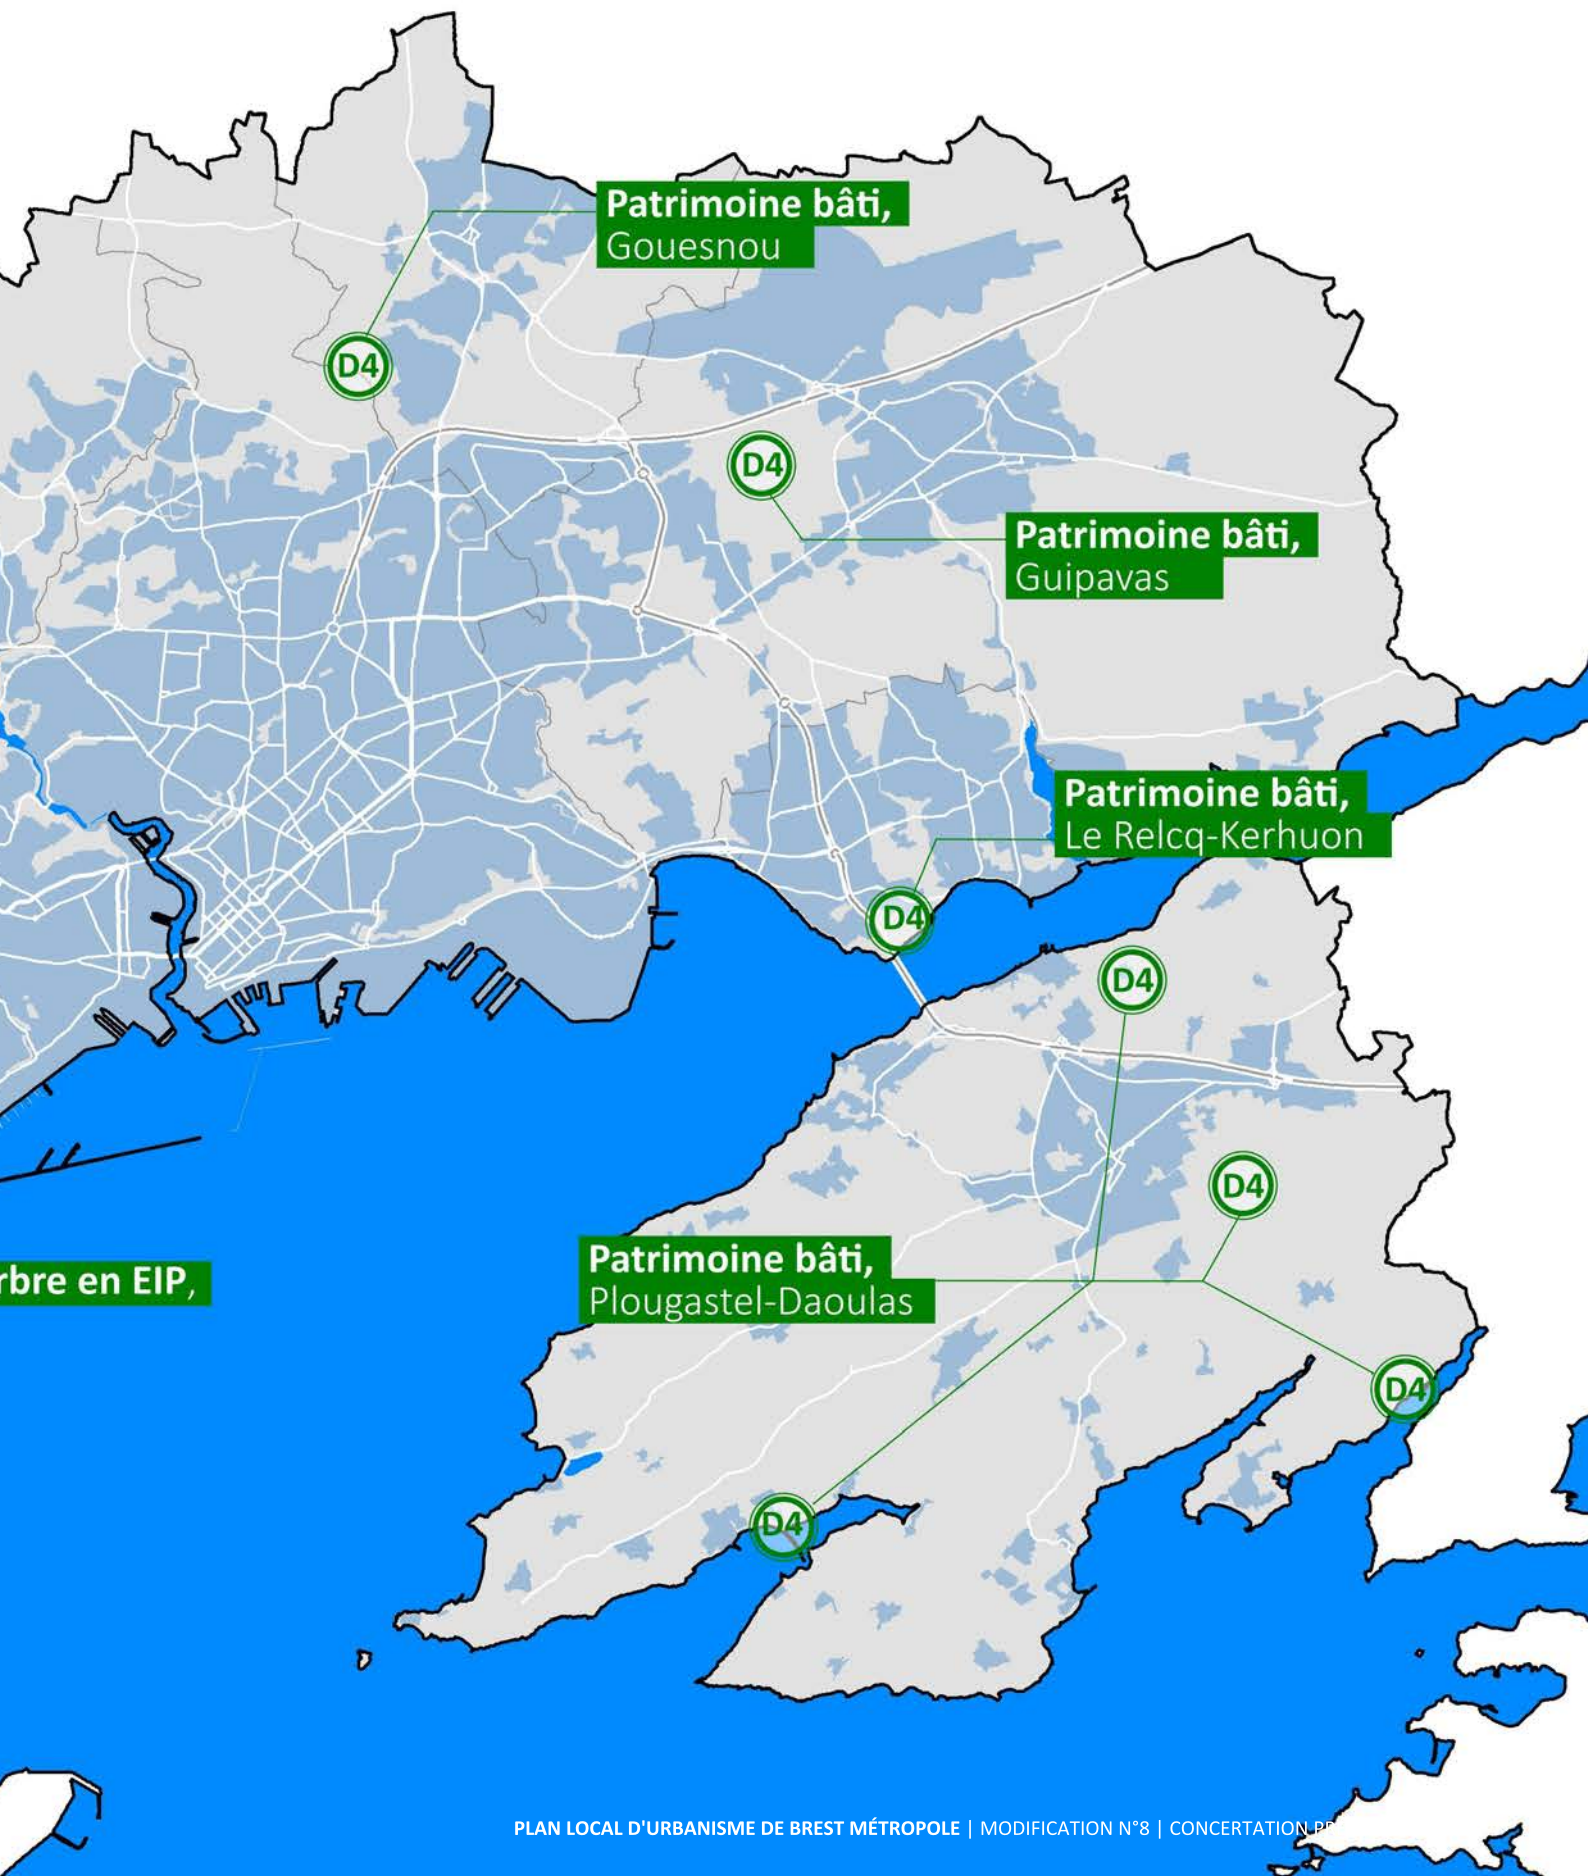 Patrimoine bâti,
Gouesnou
D4
D4
Patrimoine bâti,
Guipavas
Patrimoine bâti,
Le Relcq-Kerhuon
D4
D4
D4
rbre en EIP,
Patrimoine bâti,
Plougastel-Daoulas
D4
D4
PLAN LOCAL D'URBANISME DE BREST MÉTROPOLE | MODIFICATION N°8 | CONCERTATION